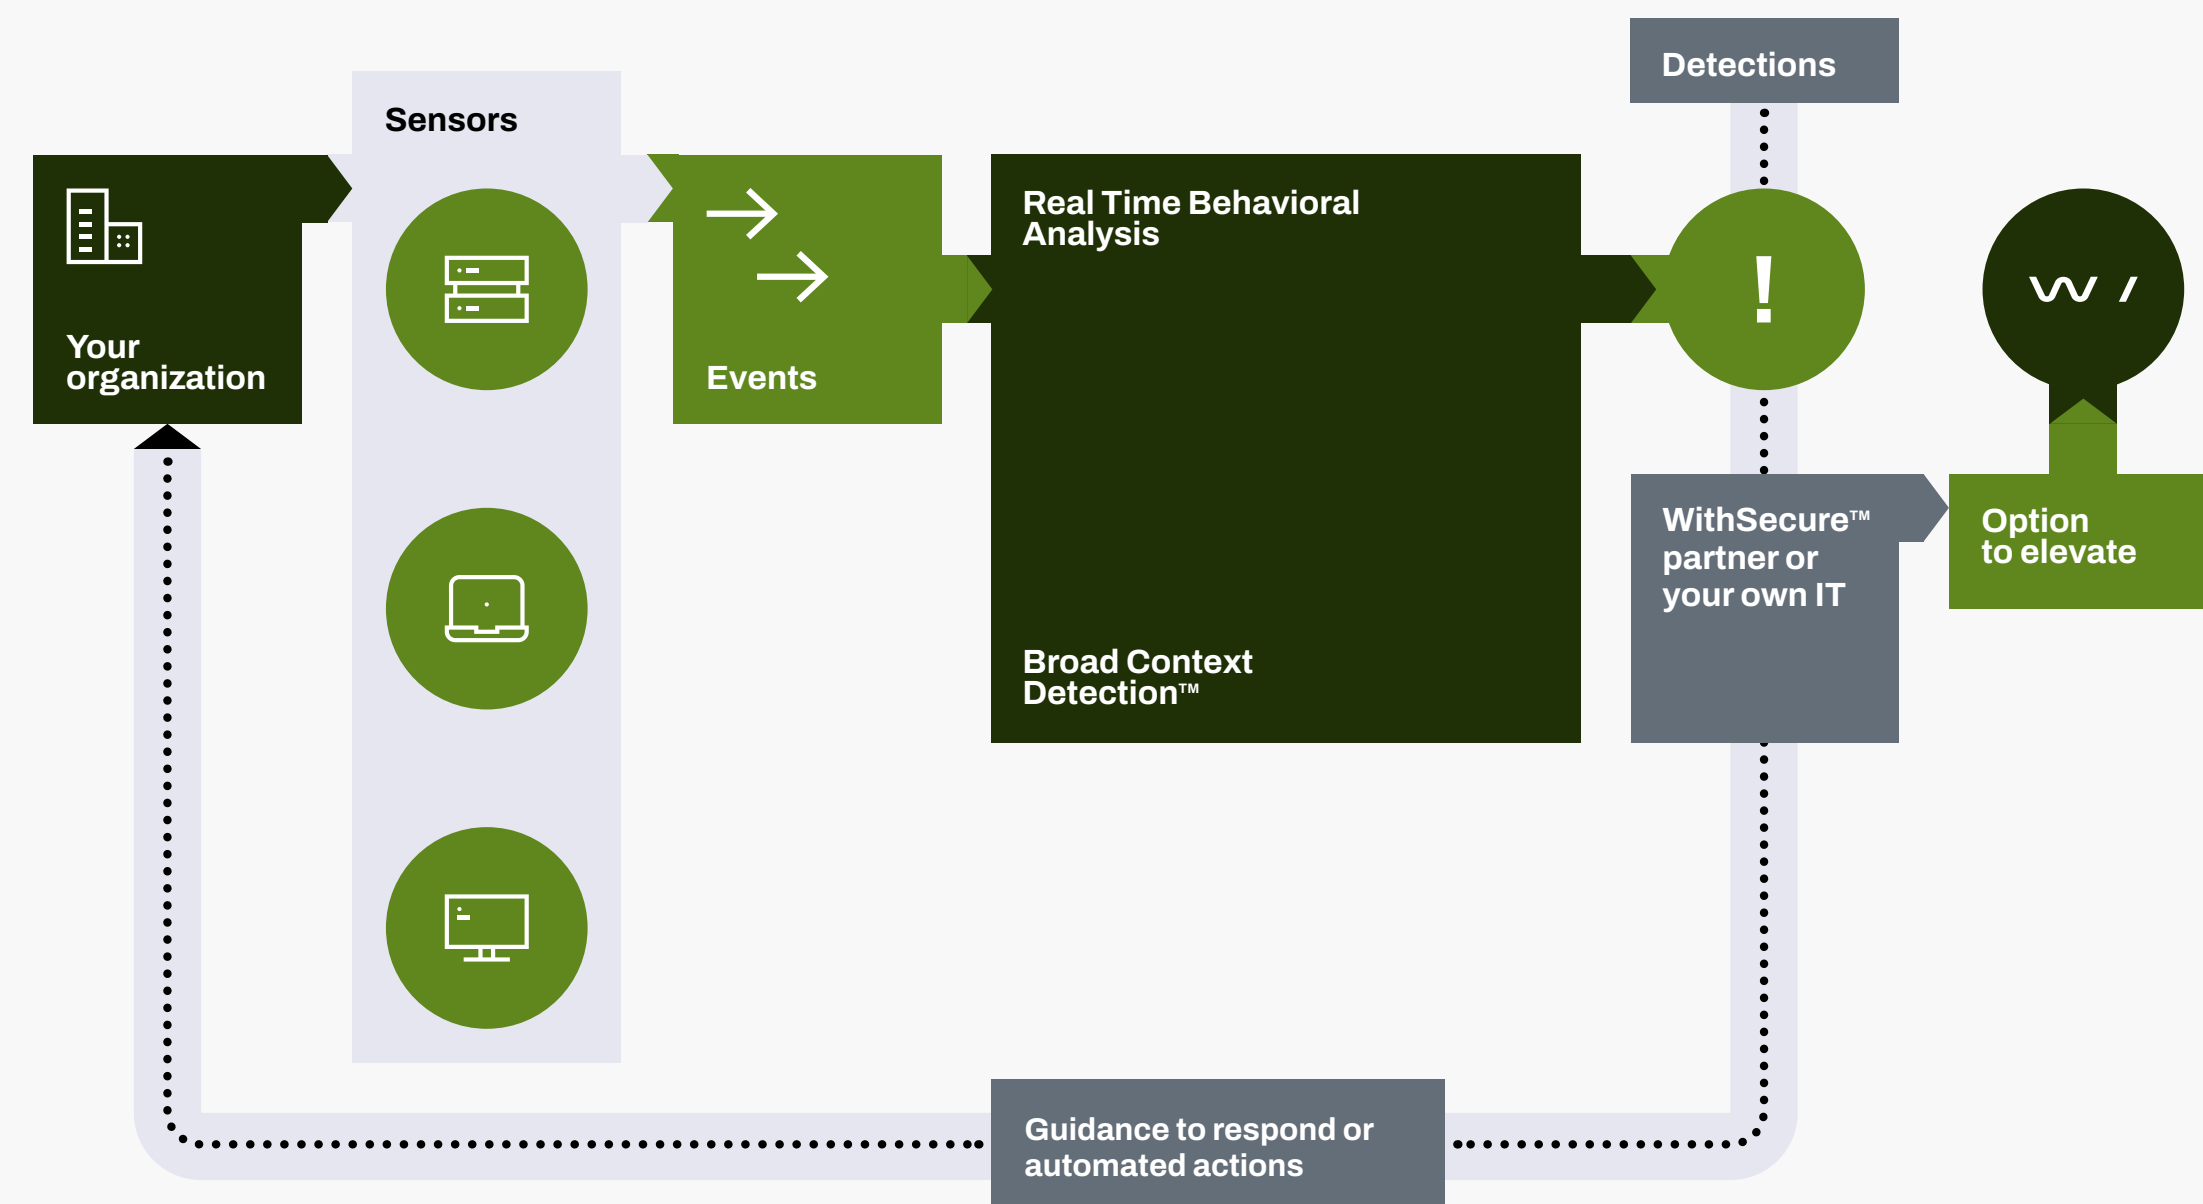 Detections
Sensors
Your
organization
Events
Real Time Behavioral
Analysis
Broad Context
Detection™
!
WithSecure™
partner or
your own IT
Option
to elevate
W /
Guidance to respond or
automated actions